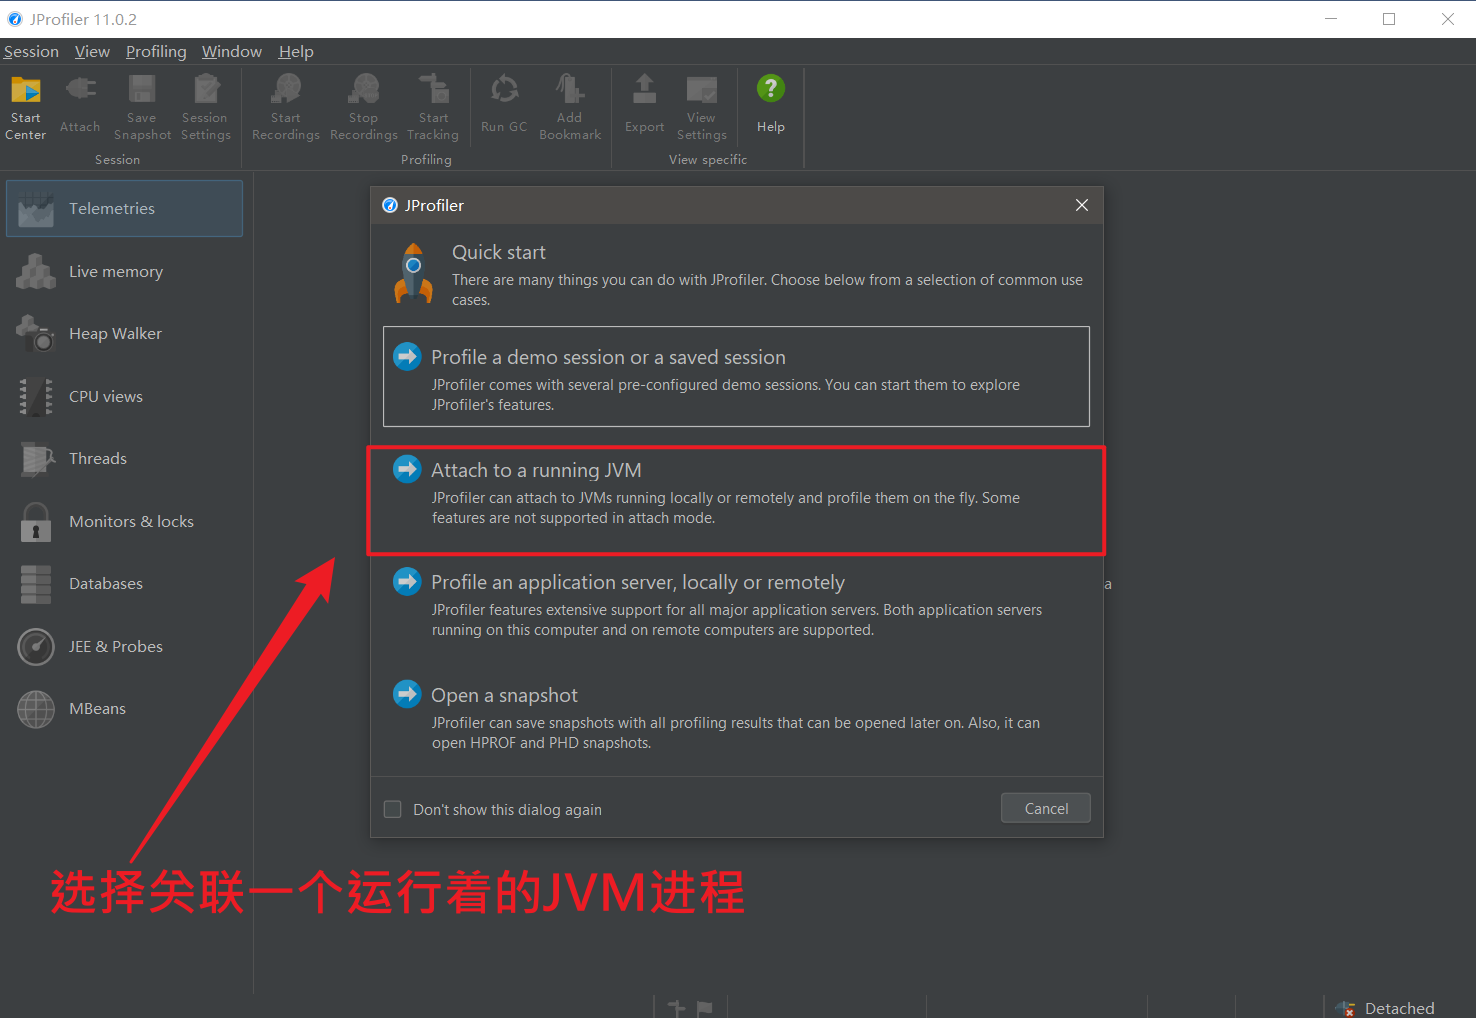 JProfiler 11.0.2
Session View Profiling Window Help
Start Center
Attach
Save Snapshot
Session Settings
Start Recordings
Stop Recordings
Start Tracking
Run GC
Add Bookmark
Export
View Settings
Help
Session
Profiling
View specific
Telemetries
Live memory
Heap Walker
CPU views
Threads
Monitors & locks
Databases
JEE & Probes
MBeans
JProfiler
Quick start
There are many things you can do with JProfiler. Choose below from a selection of common use
cases.
Profile a demo session or a saved session
JProfiler comes with several pre-configured demo sessions. You can start them to explore
JProfiler's features.
Attach to a running JVM
JProfiler can attach to JVMs running locally or remotely and profile them on the fly. Some
features are not supported in attach mode.
Profile an application server, locally or remotely
JProfiler features extensive support for all major application servers. Both application servers
running on this computer and on remote computers are supported.
a
Open a snapshot
JProfiler can save snapshots with all profiling results that can be opened later on. Also, it can
open HPROF and PHD snapshots.
Don't show this dialog again
Cancel
选择关联一个运行着的JVM进程
Detached